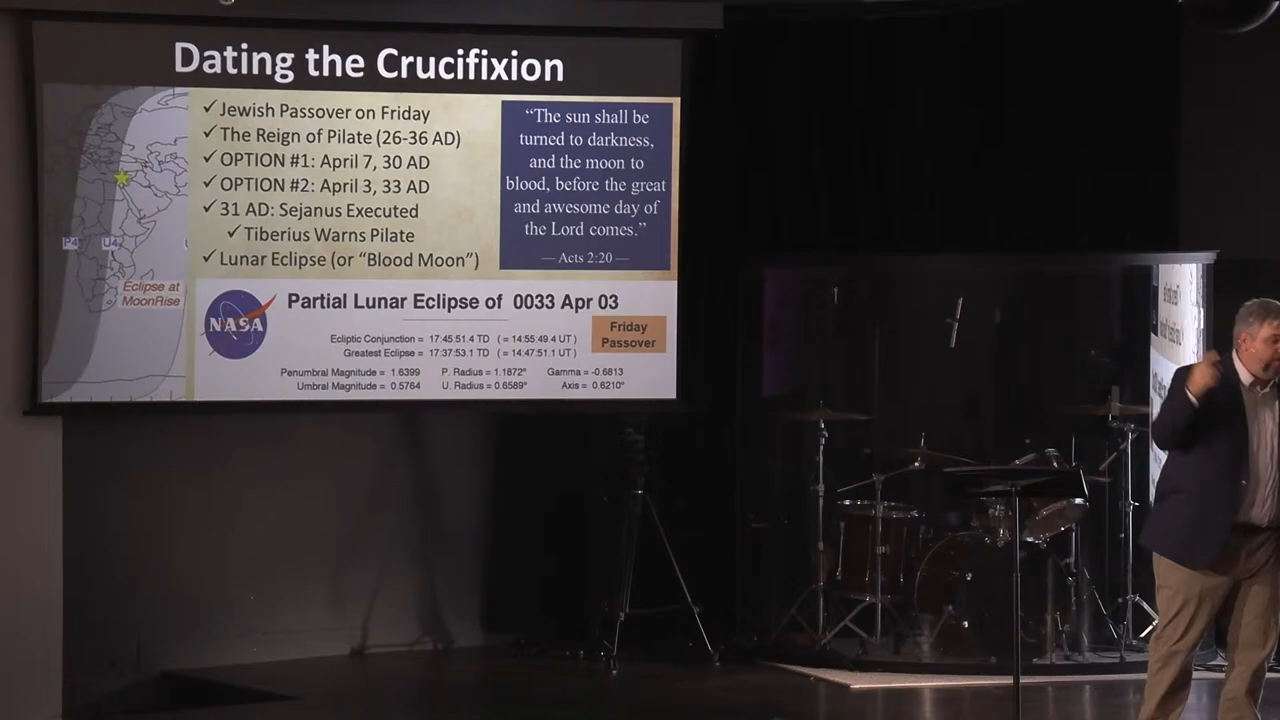 Dating the Crucifixion
✓ Jewish Passover on Friday
✓ The Reign of Pilate (26-36 AD)
✓ OPTION #1: April 7, 30 AD
✓ OPTION #2: April 3, 33 AD
✓ 31 AD: Sejanus Executed
✓ Tiberius Warns Pilate
✓ Lunar Eclipse (or “Blood Moon”)
“The sun shall be
turned to darkness,
and the moon to
blood, before the great
and awesome day of
the Lord comes.”
— Acts 2:20 —
P4 U4
Eclipse at
MoonRise
NASA
Partial Lunar Eclipse of 0033 Apr 03
Friday
Passover
Ecliptic Conjunction = 17:45:51.4 TD (= 14:55:49.4 UT)
Greatest Eclipse = 17:37:53.1 TD (= 14:47:51.1 UT)
Penumbral Magnitude = 1.6399 P. Radius = 1.1872° Gamma = -0.6813
Umbral Magnitude = 0.5764 U. Radius = 0.6589° Axis = 0.6210°